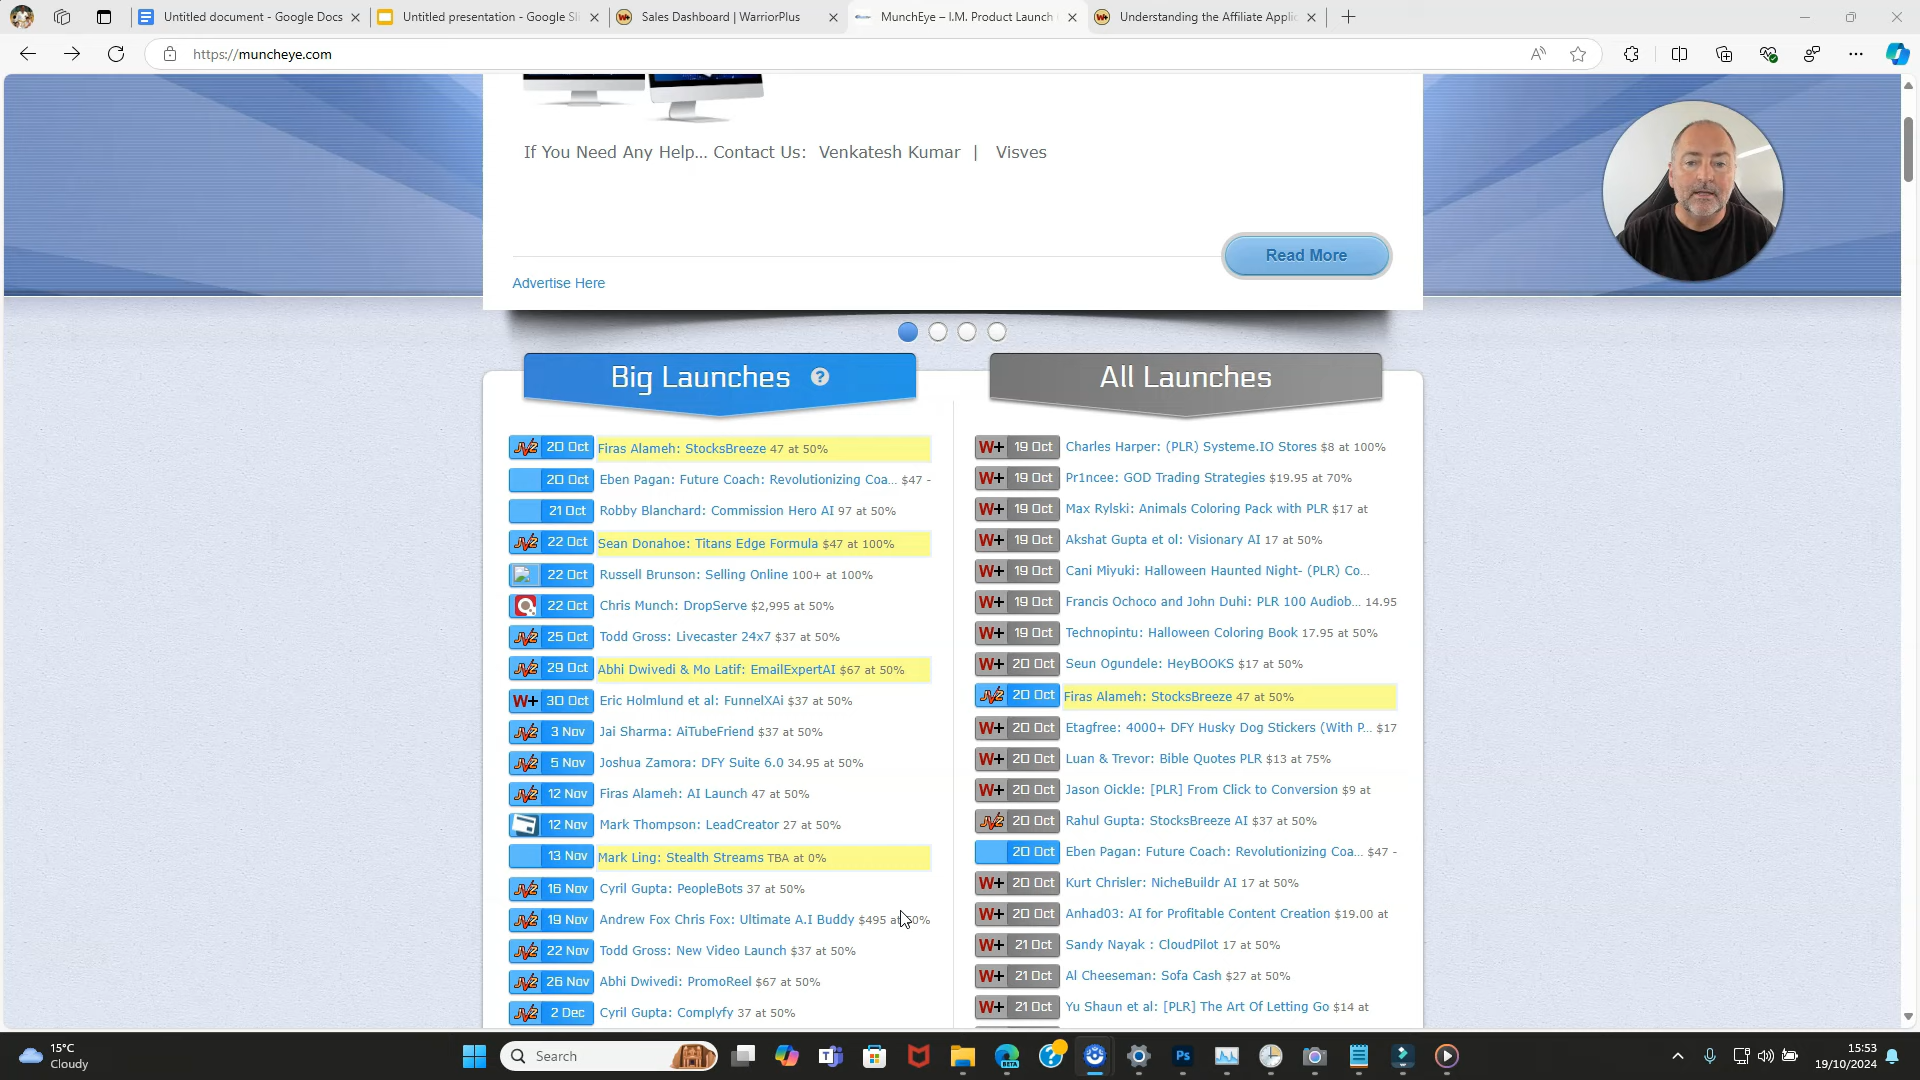 Untitled document - Google Docs
Untitled presentation - Google Sli
Sales Dashboard | WarriorPlus
MunchEye – I.M. Product Launch
Understanding the Affiliate Applic
https://muncheye.com
If You Need Any Help... Contact Us: Venkatesh Kumar | Visves
Read More
Advertise Here
Big Launches ?
20 Oct Firas Alameh: StocksBreeze 47 at 50%
20 Oct Eben Pagan: Future Coach: Revolutionizing Coa... $47 -
21 Oct Robby Blanchard: Commission Hero AI 97 at 50%
22 Oct Sean Donahoe: Titans Edge Formula $47 at 100%
22 Oct Russell Brunson: Selling Online 100+ at 100%
22 Oct Chris Munch: DropServe $2,995 at 50%
25 Oct Todd Gross: Livecaster 24x7 $37 at 50%
29 Oct Abhi Dwivedi & Mo Latif: EmailExpertAI $67 at 50%
W+ 30 Oct Eric Holmlund et al: FunnelXAi $37 at 50%
3 Nov Jai Sharma: AiTubeFriend $37 at 50%
5 Nov Joshua Zamora: DFY Suite 6.0 34.95 at 50%
12 Nov Firas Alameh: AI Launch 47 at 50%
12 Nov Mark Thompson: LeadCreator 27 at 50%
13 Nov Mark Ling: Stealth Streams TBA at 0%
16 Nov Cyril Gupta: PeopleBots 37 at 50%
19 Nov Andrew Fox Chris Fox: Ultimate A.I Buddy $495
22 Nov Todd Gross: New Video Launch $37 at 50%
26 Nov Abhi Dwivedi: PromoReel $67 at 50%
2 Dec Cyril Gupta: Complyfy 37 at 50%
All Launches
W+ 19 Oct Charles Harper: (PLR) Systeme.IO Stores $8 at 100%
W+ 19 Oct Pr1ncee: GOD Trading Strategies $19.95 at 70%
W+ 19 Oct Max Rylski: Animals Coloring Pack with PLR $17 at
W+ 19 Oct Akshat Gupta et ol: Visionary AI 17 at 50%
W+ 19 Oct Cani Miyuki: Halloween Haunted Night- (PLR) Co...
W+ 19 Oct Francis Ochoco and John Duhi: PLR 100 Audiob... 14.95
W+ 19 Oct Technopintu: Halloween Coloring Book 17.95 at 50%
W+ 20 Oct Seun Ogundele: HeyBOOKS $17 at 50%
20 Oct Firas Alameh: StocksBreeze 47 at 50%
W+ 20 Oct Etagfree: 4000+ DFY Husky Dog Stickers (With P... $17
W+ 20 Oct Luan & Trevor: Bible Quotes PLR $13 at 75%
W+ 20 Oct Jason Oickle: [PLR] From Click to Conversion $9 at
20 Oct Rahul Gupta: StocksBreeze AI $37 at 50%
20 Oct Eben Pagan: Future Coach: Revolutionizing Coa... $47 -
W+ 20 Oct Kurt Chrisler: NicheBuildr AI 17 at 50%
W+ 20 Oct Anhad03: AI for Profitable Content Creation $19.00 at
W+ 21 Oct Sandy Nayak : CloudPilot 17 at 50%
W+ 21 Oct Al Cheeseman: Sofa Cash $27 at 50%
W+ 21 Oct Yu Shaun et al: [PLR] The Art Of Letting Go $14 at
15°C
Cloudy
Search
15:53
19/10/2024